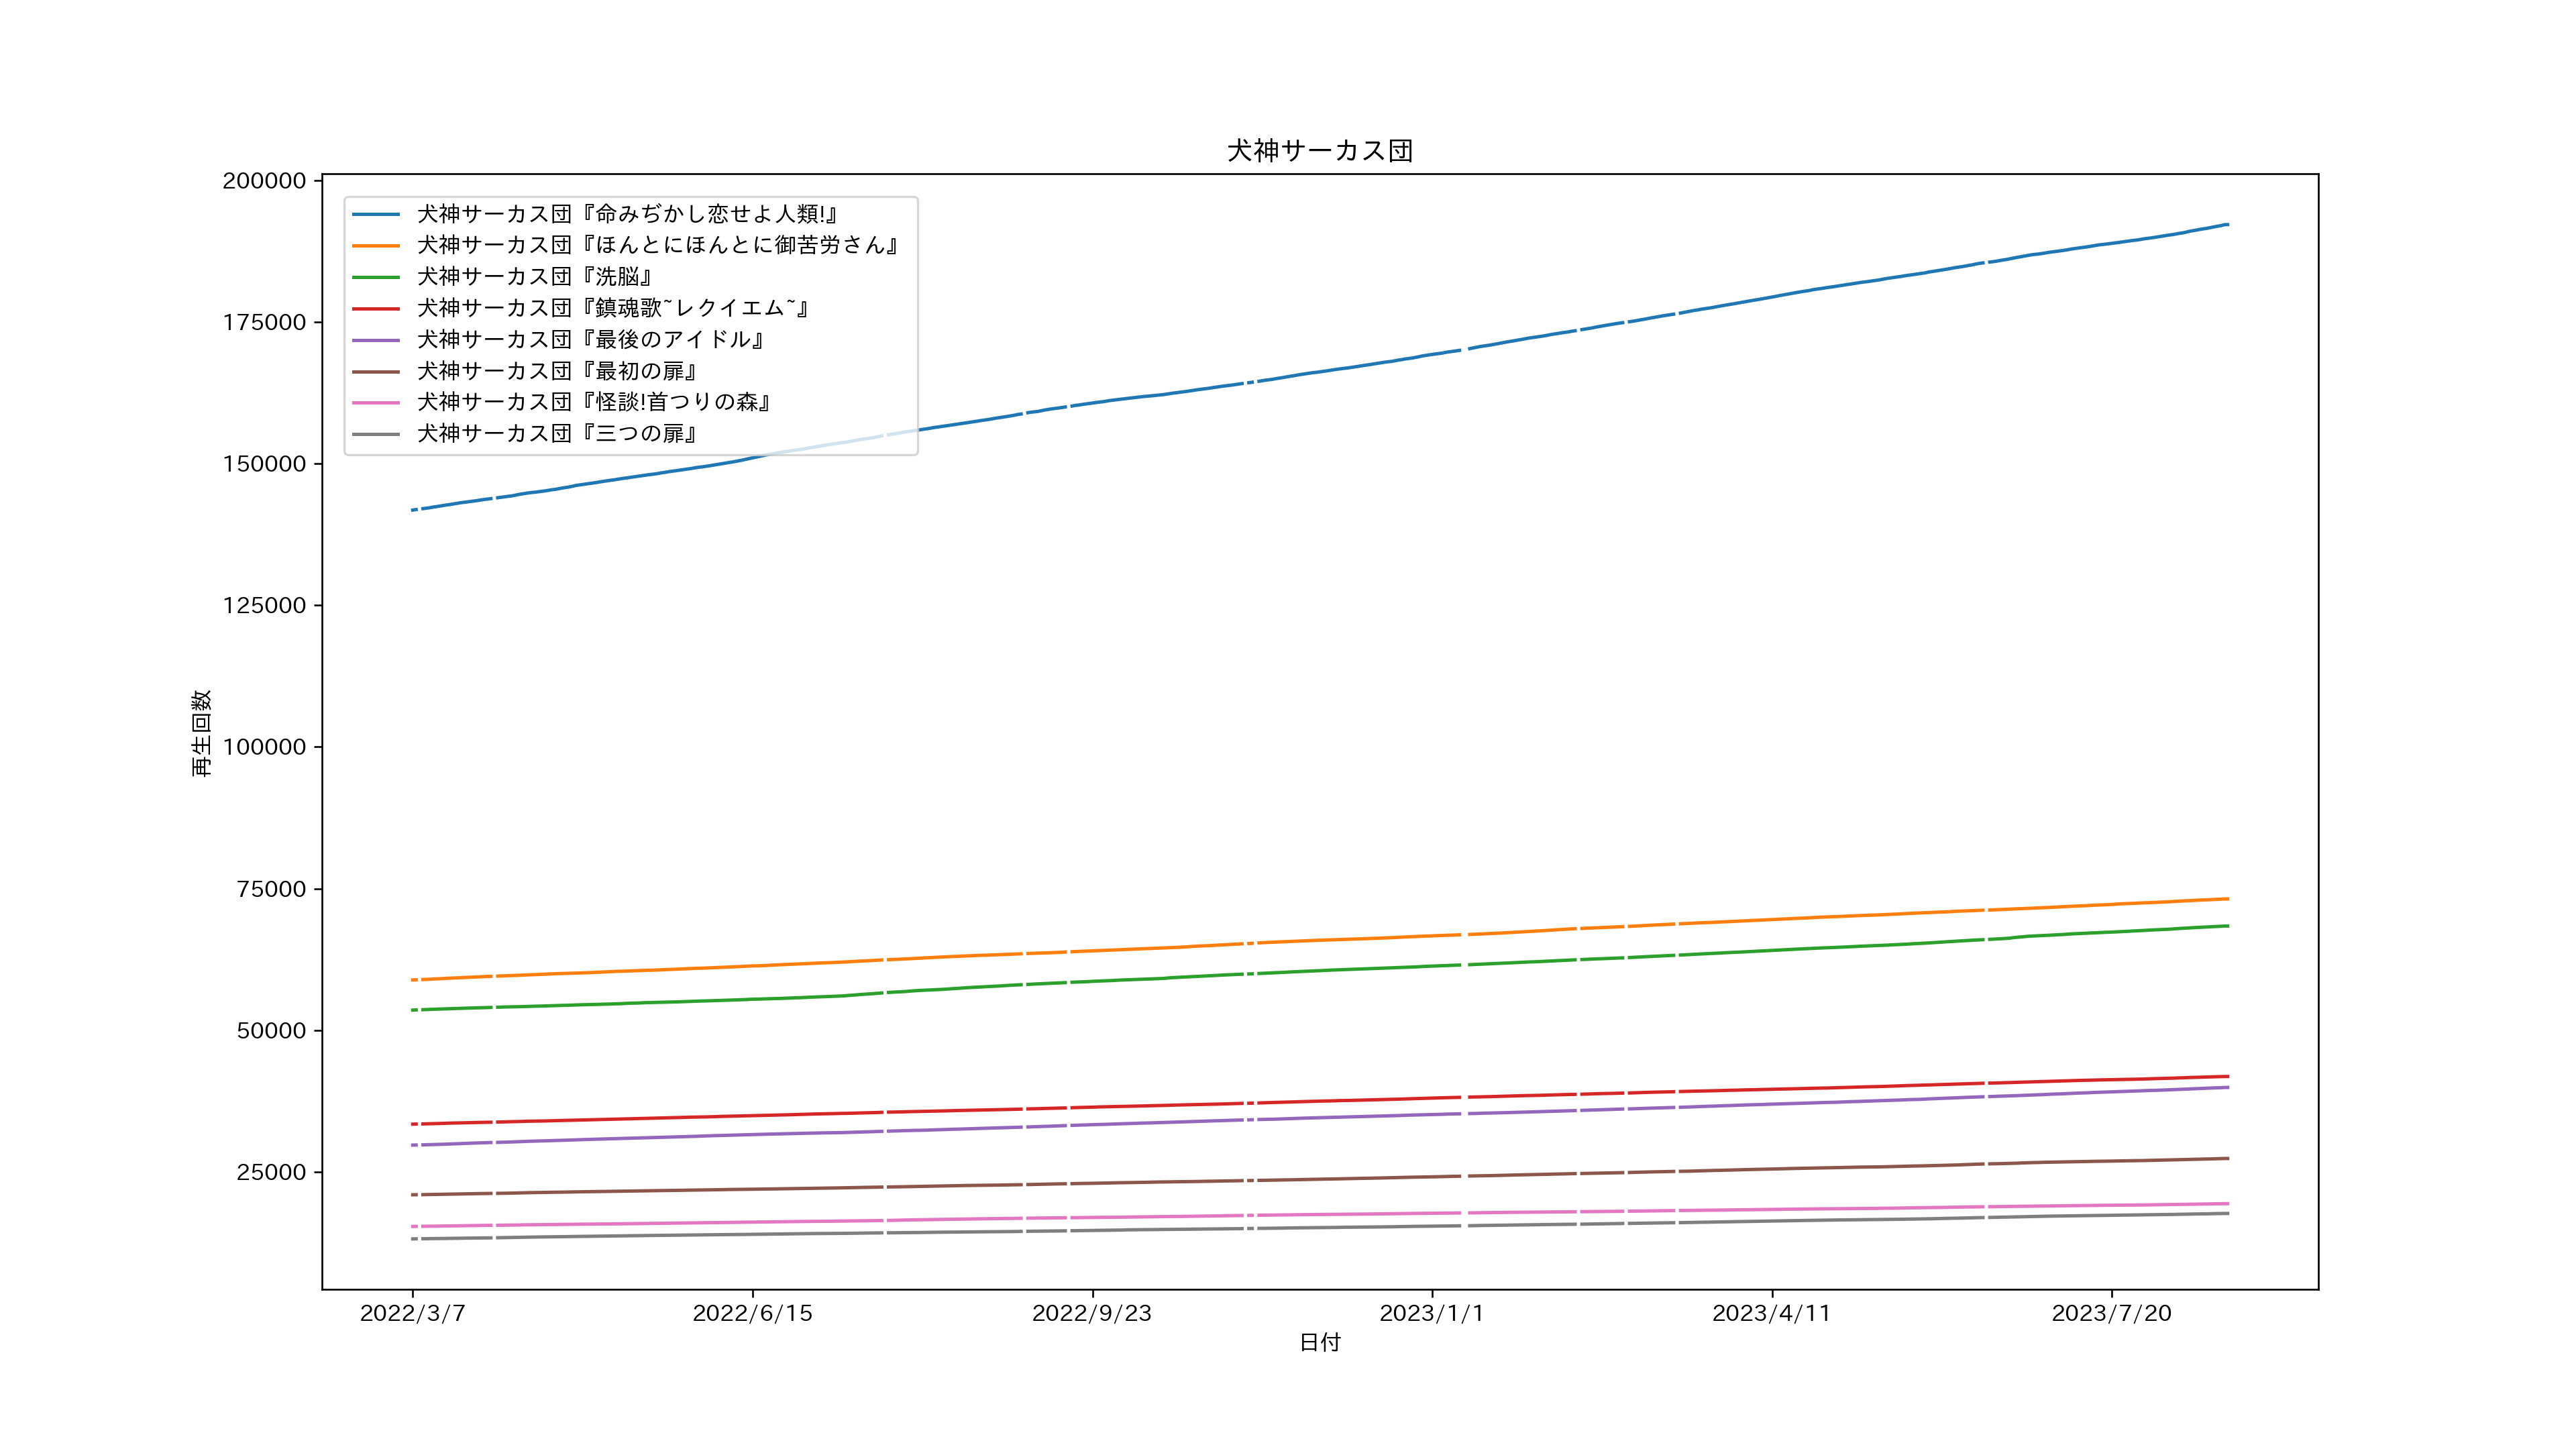 犬神サーカス団
200000
175000
150000
125000
100000
75000
50000
25000
再生回数
犬神サーカス団『命みぢかし恋せよ人類!』
犬神サーカス団『ほんとにほんとに御苦労さん』
犬神サーカス団『洗脳』
犬神サーカス団『鎮魂歌~レクイエム~』
犬神サーカス団『最後のアイドル』
犬神サーカス団『最初の扉』
犬神サーカス団『怪談!首つりの森』
犬神サーカス団『三つの扉』
2022/3/7 2022/6/15 2022/9/23 2023/1/1 2023/4/11 2023/7/20
日付